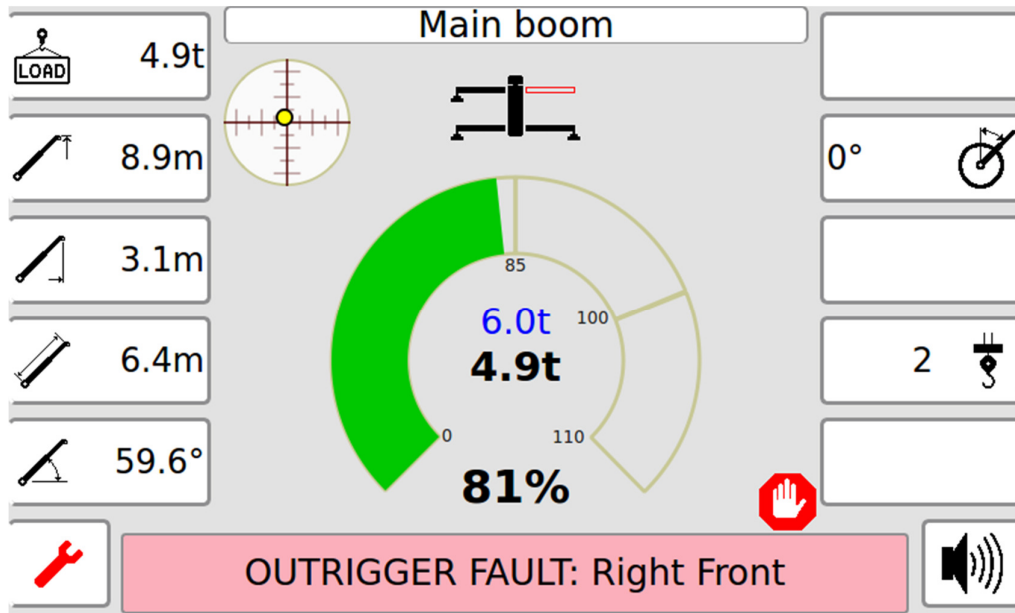 Main boom
LOAD
4.9t
8.9m
0°
3.1m
85
100
6.0t
4.9t
6.4m
2
0
110
59.6°
81%
OUTRIGGER FAULT: Right Front